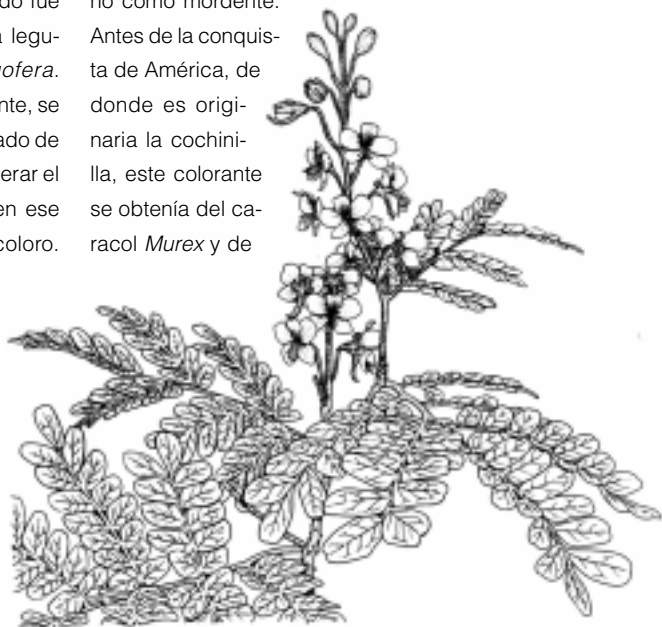 do fue
a legu-
gofera.
nte, se
ado de
erar el
en ese
coloro.
no como mordente.
Antes de la conquis-
ta de América, de
donde es origi-
naria la cochini-
lla, este colorante
se obtenía del ca-
racol Murex y de